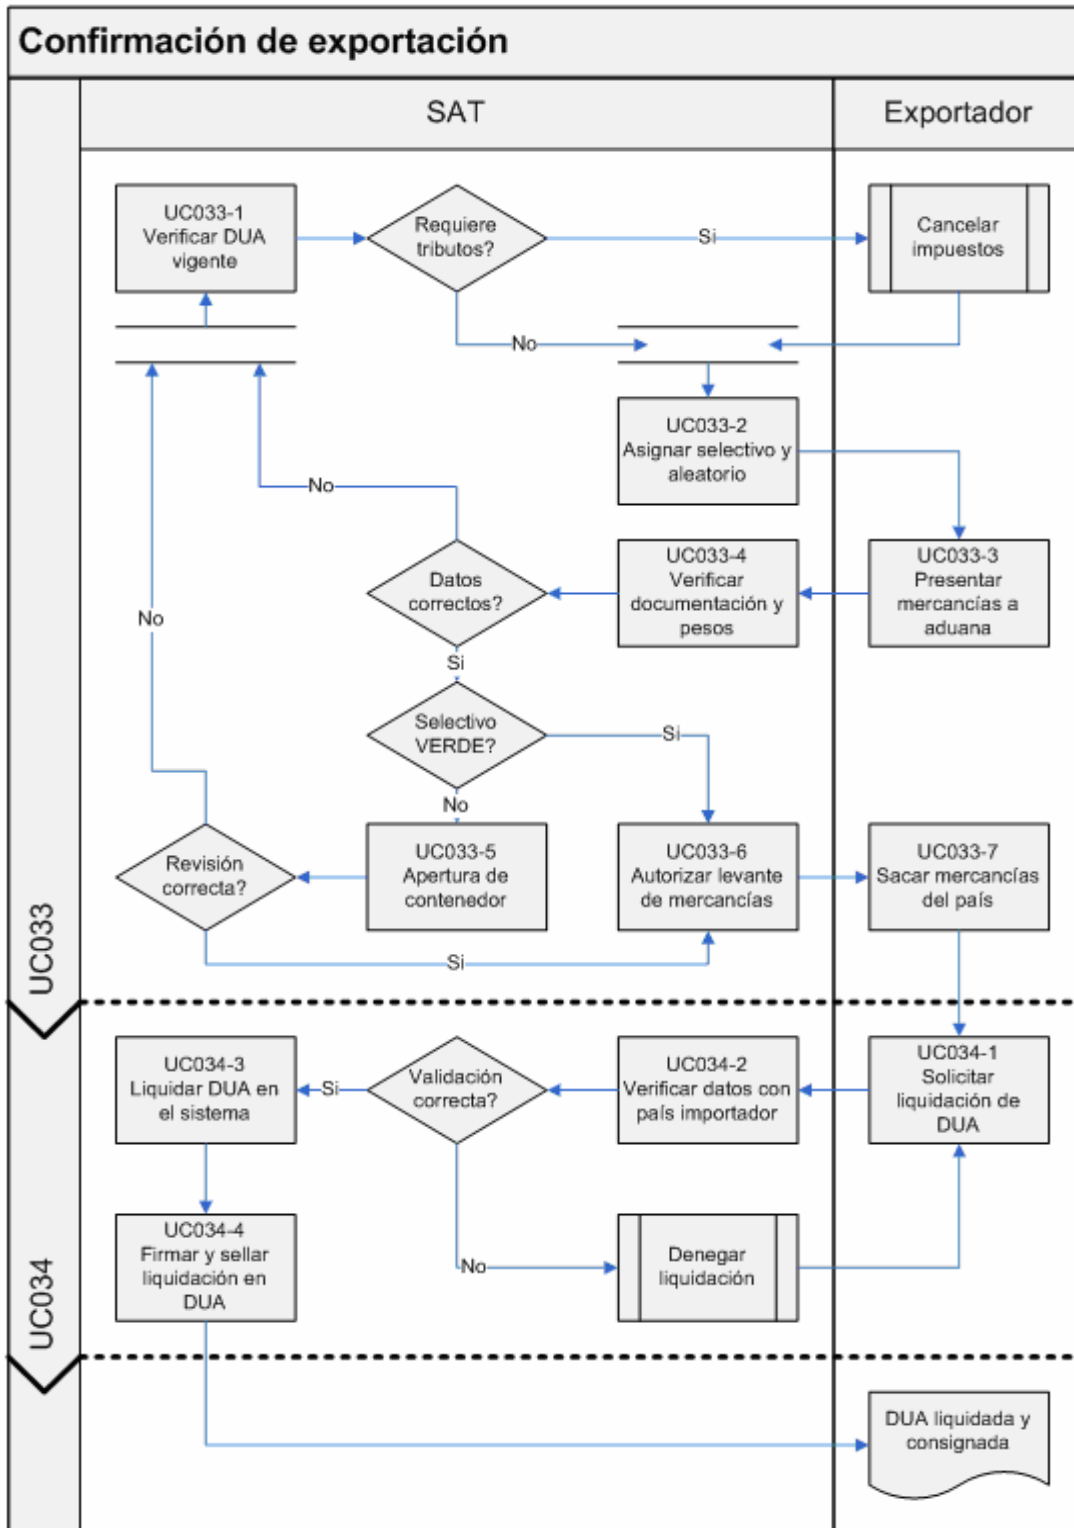 Confirmación de exportación
SAT
Exportador
UC033-1
Verificar DUA
vigente
Requiere
tributos?
Si
Cancelar
impuestos
No
UC033-2
Asignar selectivo y
aleatorio
No
Datos
correctos?
UC033-4
Verificar
documentación y
pesos
UC033-3
Presentar
mercancías a
aduana
No
Si
Selectivo
VERDE?
Si
No
Revisión
correcta?
UC033-5
Apertura de
contenedor
UC033-6
Autorizar levante
de mercancías
UC033-7
Sacar mercancías
del país
Si
UC033
UC034-3
Liquidar DUA en
el sistema
Si
Validación
correcta?
UC034-2
Verificar datos con
país importador
UC034-1
Solicitar
liquidación de
DUA
UC034-4
Firmar y sellar
liquidación en
DUA
No
Denegar
liquidación
UC034
DUA liquidada y
consignada